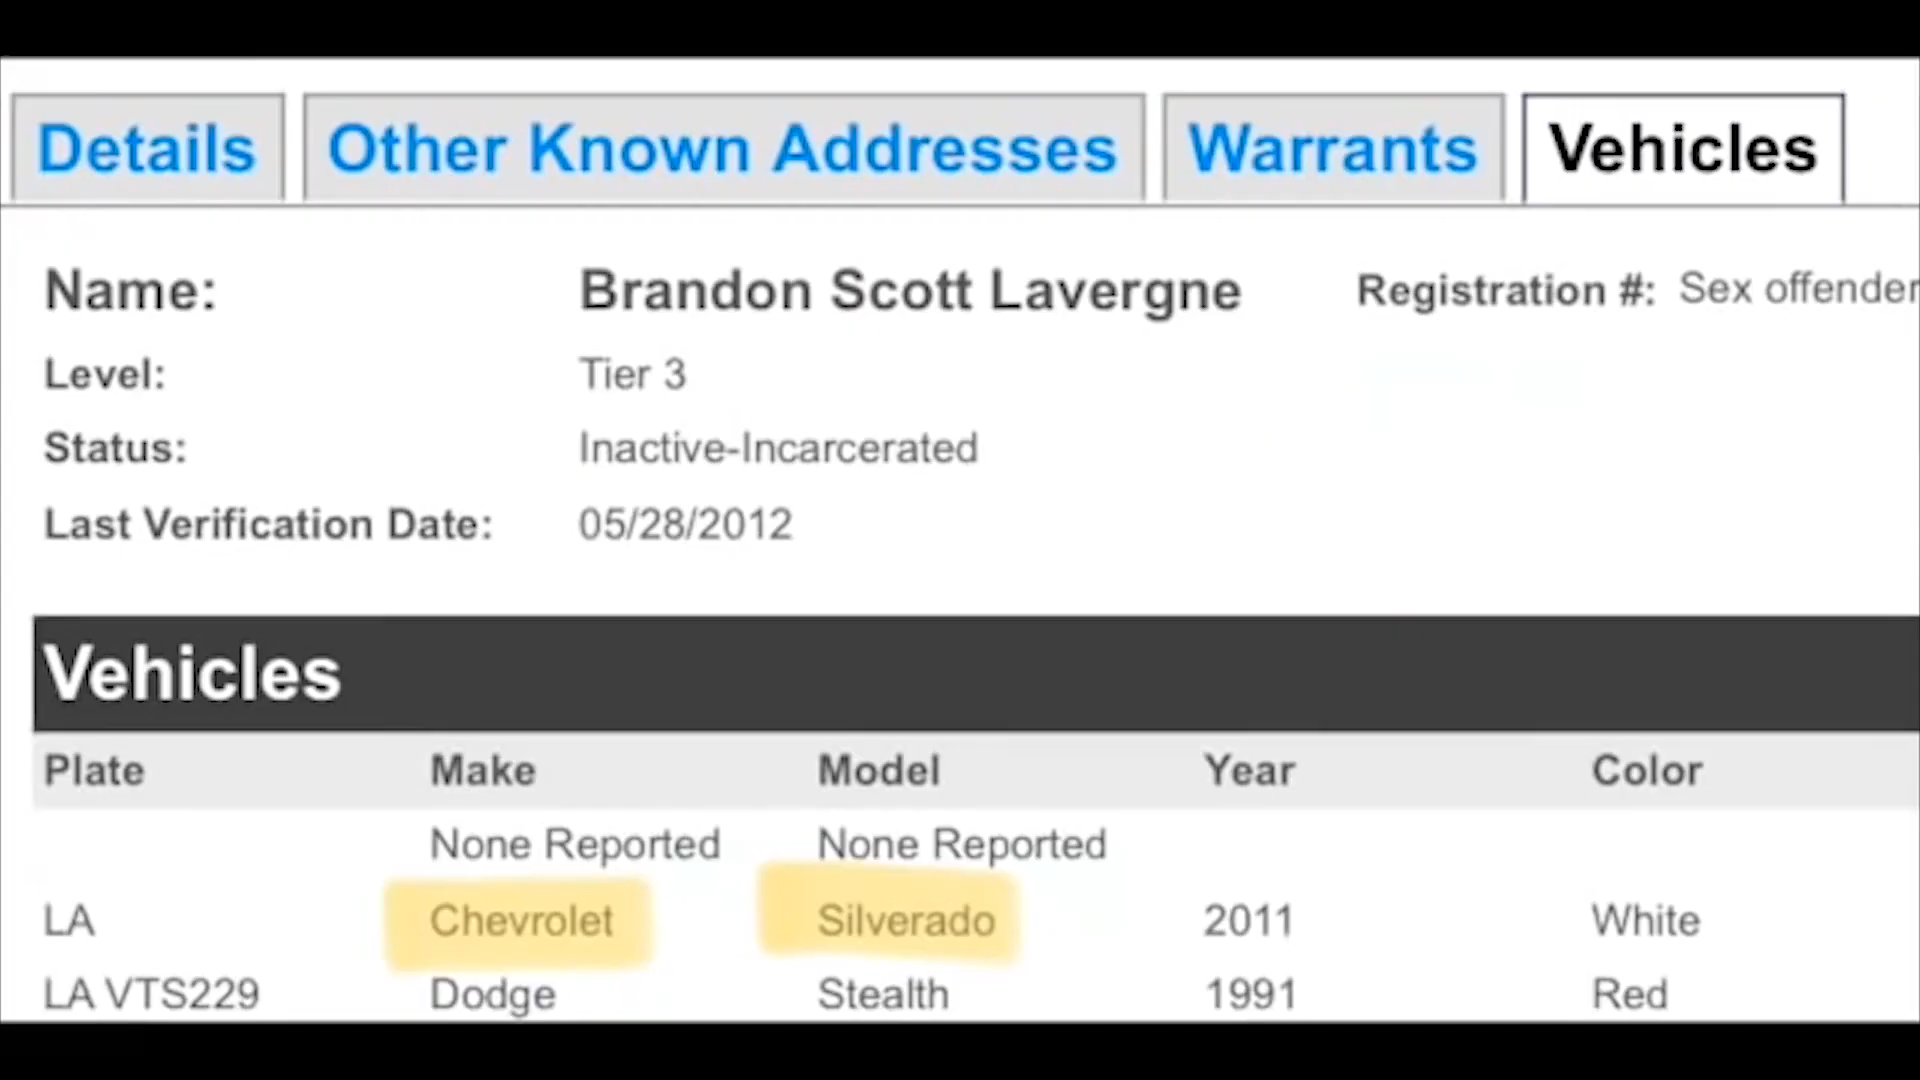 Details Other Known Addresses Warrants Vehicles
Name: Brandon Scott Lavergne Registration #: Sex offender
Level: Tier 3
Status: Inactive-Incarcerated
Last Verification Date: 05/28/2012
Vehicles
Plate Make Model Year Color
None Reported None Reported
LA Chevrolet Silverado 2011 White
LA VTS229 Dodge Stealth 1991 Red